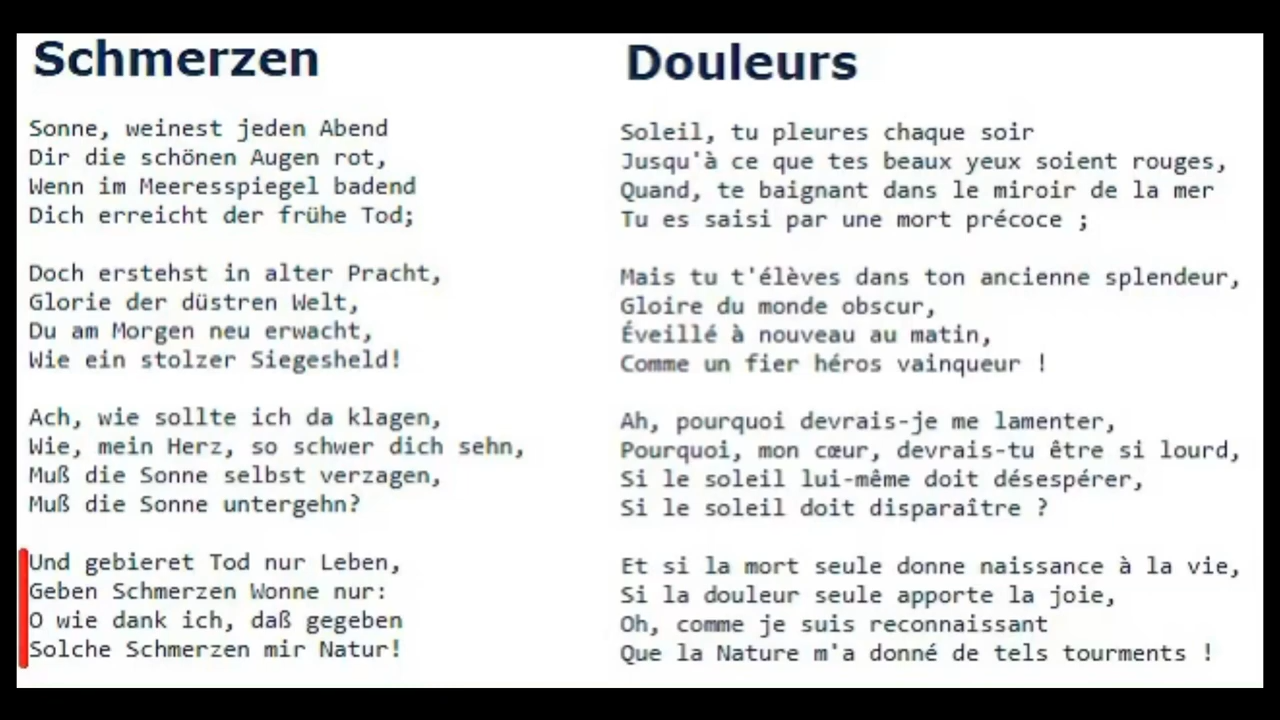 Schmerzen
Sonne, weinest jeden Abend
Dir die schönen Augen rot,
Wenn im Meeresspiegel badend
Dich erreicht der frühe Tod;
Doch erstehst in alter Pracht,
Glorie der düstren Welt,
Du am Morgen neu erwacht,
Wie ein stolzer Siegesheld!
Ach, wie sollte ich da klagen,
Wie, mein Herz, so schwer dich sehn,
Muß die Sonne selbst verzagen,
Muß die Sonne untergehn?
Und gebieret Tod nur Leben,
Geben Schmerzen Wonne nur:
O wie dank ich, daß gegeben
Solche Schmerzen mir Natur!
Douleurs
Soleil, tu pleures chaque soir
Jusqu'à ce que tes beaux yeux soient rouges,
Quand, te baignant dans le miroir de la mer
Tu es saisi par une mort précoce ;
Mais tu t'élèves dans ton ancienne splendeur,
Gloire du monde obscur,
Éveillé à nouveau au matin,
Comme un fier héros vainqueur !
Ah, pourquoi devrais-je me lamenter,
Pourquoi, mon cœur, devrais-tu être si lourd,
Si le soleil lui-même doit désespérer,
Si le soleil doit disparaître ?
Et si la mort seule donne naissance à la vie,
Si la douleur seule apporte la joie,
Oh, comme je suis reconnaissant
Que la Nature m'a donné de tels tourments !